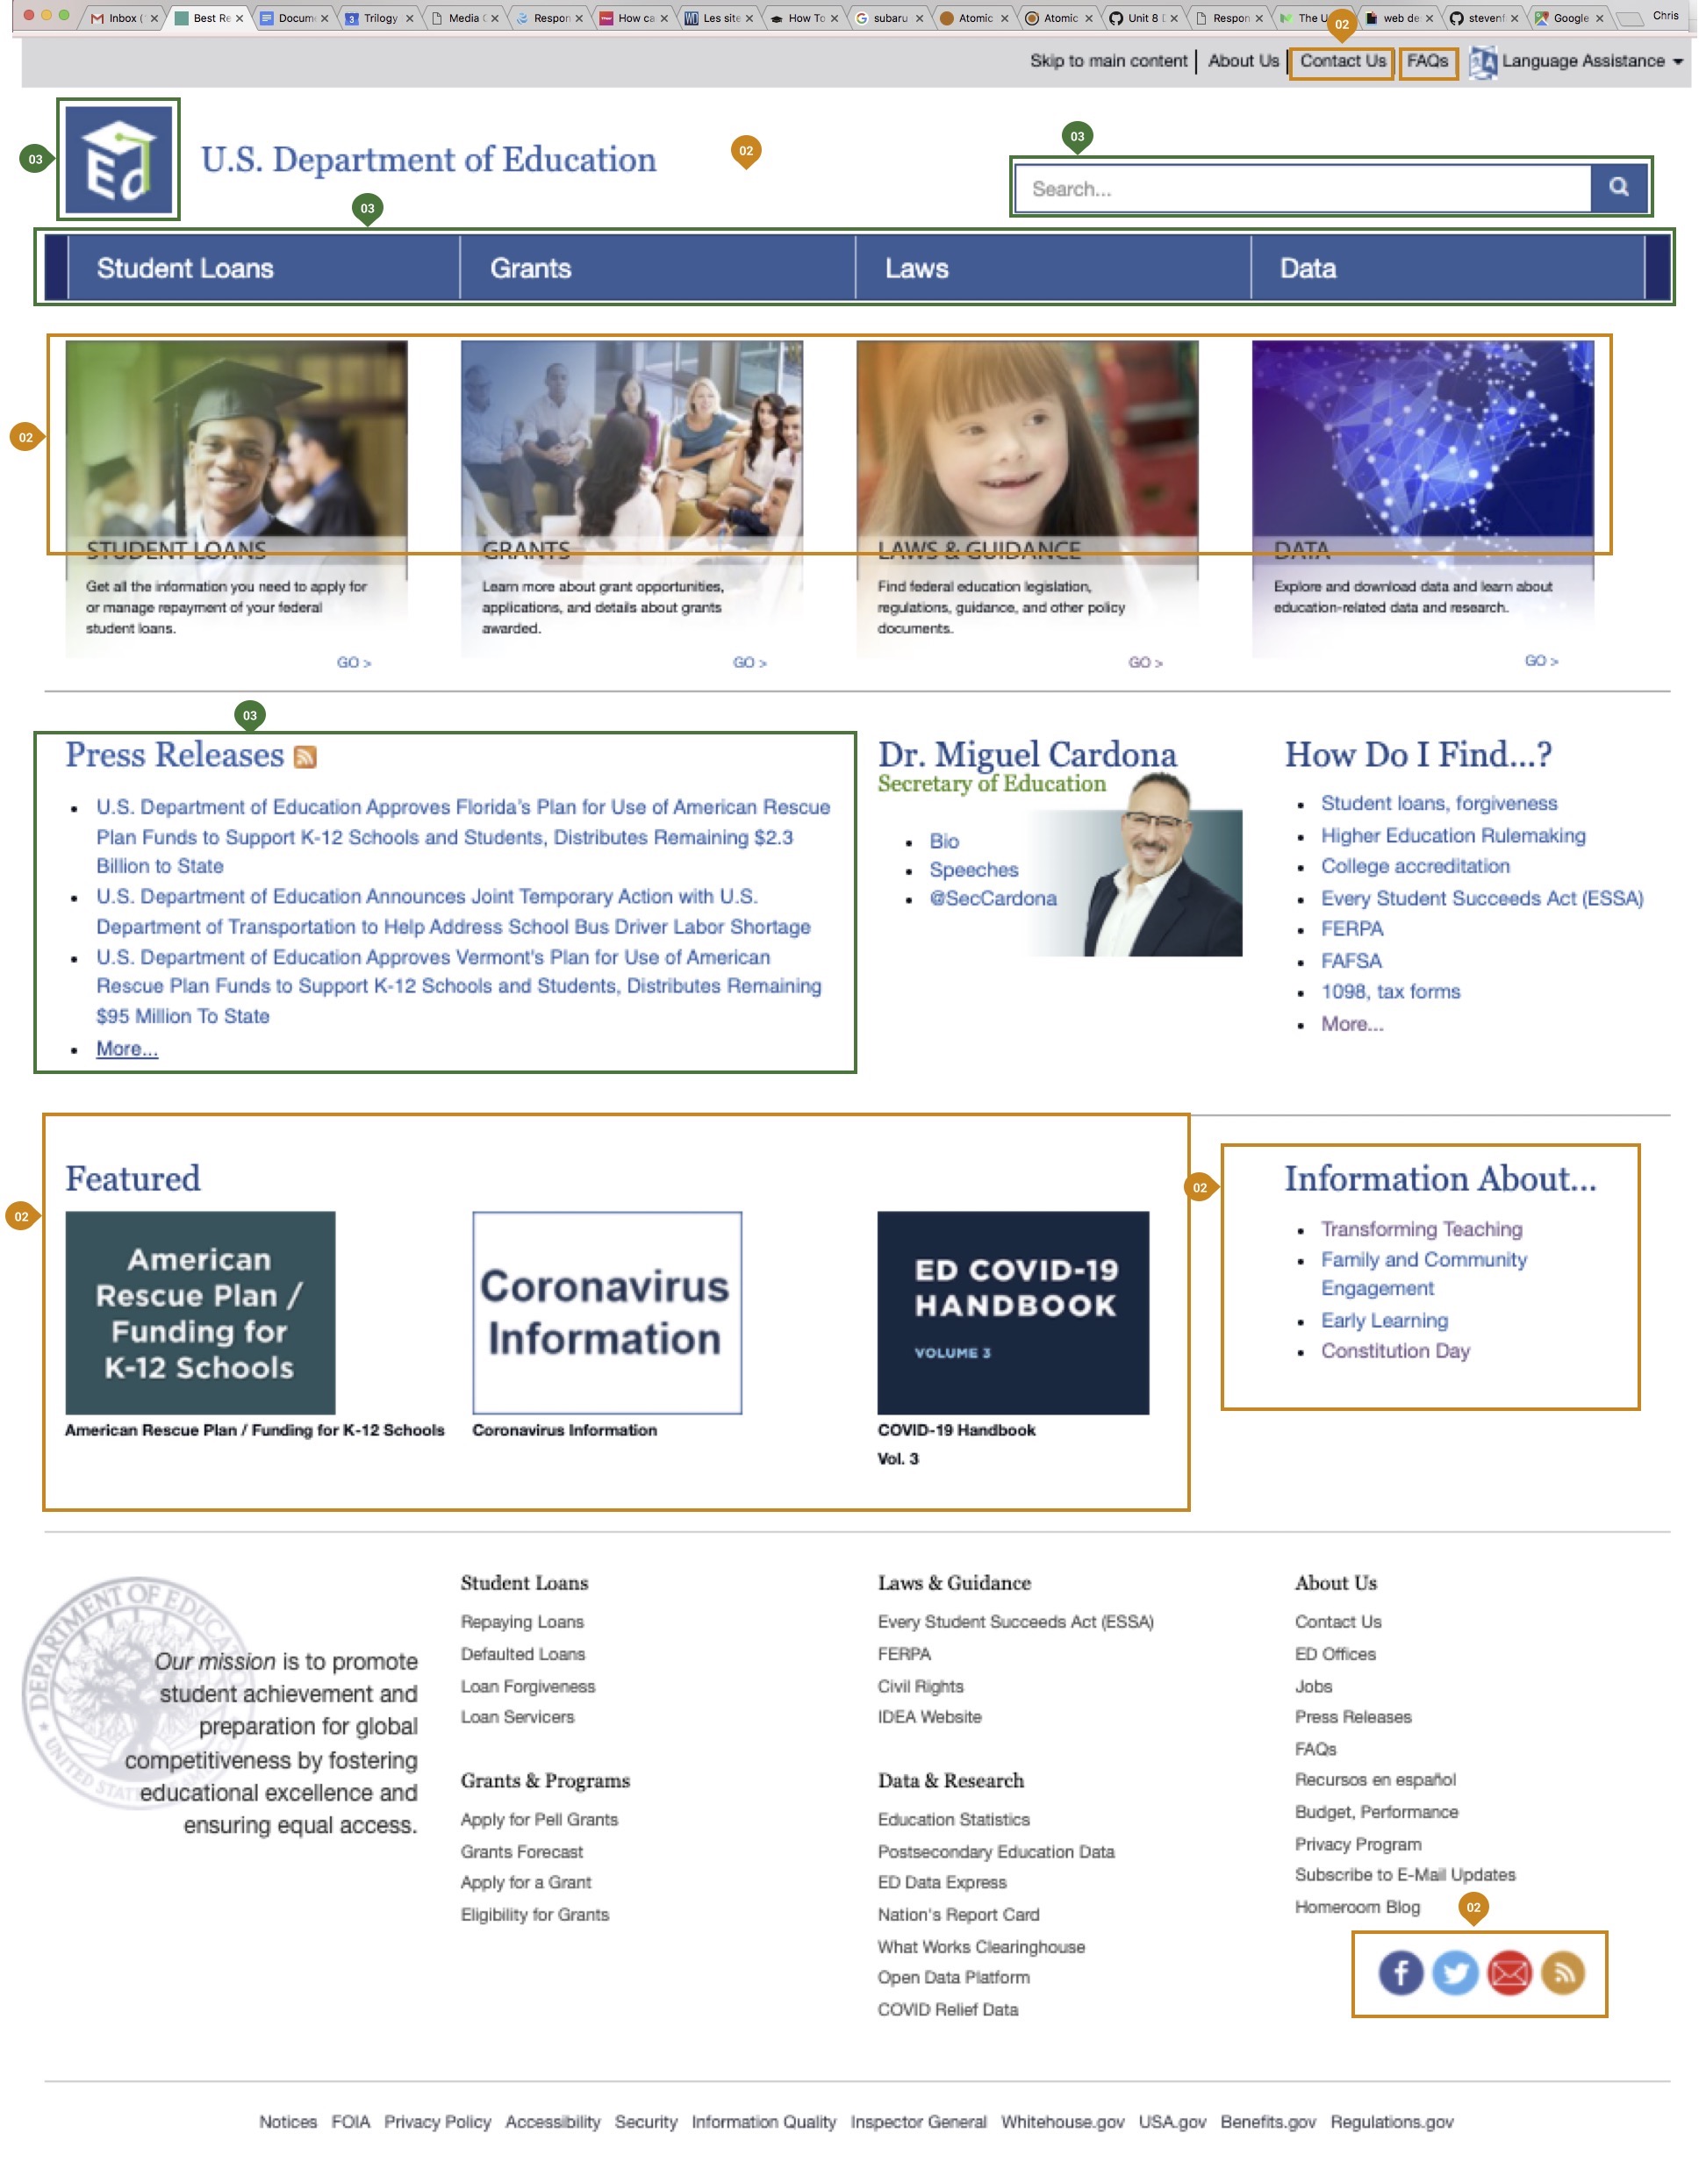 Inbox (
Best Re
Docum
Trilogy
Media
Respon
How ca
WD Les site
How To
subaru
Atomic
Atomic
Unit 8
Respon
The U
web de
stevenf
Google
Chris
02
Skip to main content | About Us | Contact Us FAQs Language Assistance
03
Ed
U.S. Department of Education
02
03
Search...
03
Student Loans Grants Laws Data
02
STUDENT LOANS
Get all the information you need to apply for
or manage repayment of your federal
student loans.
GO >
GRANTS
Learn more about grant opportunities,
applications, and details about grants
awarded.
GO >
LAWS & GUIDANCE
Find federal education legislation,
regulations, guidance, and other policy
documents.
GO >
DATA
Explore and download data and learn about
education-related data and research.
GO >
03
Press Releases
U.S. Department of Education Approves Florida's Plan for Use of American Rescue
Plan Funds to Support K-12 Schools and Students, Distributes Remaining $2.3
Billion to State
U.S. Department of Education Announces Joint Temporary Action with U.S.
Department of Transportation to Help Address School Bus Driver Labor Shortage
U.S. Department of Education Approves Vermont's Plan for Use of American
Rescue Plan Funds to Support K-12 Schools and Students, Distributes Remaining
$95 Million To State
More...
Dr. Miguel Cardona
Secretary of Education
Bio
Speeches
@SecCardona
How Do I Find...?
Student loans, forgiveness
Higher Education Rulemaking
College accreditation
Every Student Succeeds Act (ESSA)
FERPA
FAFSA
1098, tax forms
More...
02
Featured
American
Rescue Plan /
Funding for
K-12 Schools
American Rescue Plan / Funding for K-12 Schools
Coronavirus
Information
Coronavirus Information
ED COVID-19
HANDBOOK
VOLUME 3
COVID-19 Handbook
Vol. 3
02
Information About...
Transforming Teaching
Family and Community
Engagement
Early Learning
Constitution Day
DEPARTMENT OF EDUCA
UNITED STAT
Our mission is to promote
student achievement and
preparation for global
competitiveness by fostering
educational excellence and
ensuring equal access.
Student Loans
Repaying Loans
Defaulted Loans
Loan Forgiveness
Loan Servicers
Grants & Programs
Apply for Pell Grants
Grants Forecast
Apply for a Grant
Eligibility for Grants
Laws & Guidance
Every Student Succeeds Act (ESSA)
FERPA
Civil Rights
IDEA Website
Data & Research
Education Statistics
Postsecondary Education Data
ED Data Express
Nation's Report Card
What Works Clearinghouse
Open Data Platform
COVID Relief Data
About Us
Contact Us
ED Offices
Jobs
Press Releases
FAQs
Recursos en español
Budget, Performance
Privacy Program
Subscribe to E-Mail Updates
Homeroom Blog
02
Notices FOIA Privacy Policy Accessibility Security Information Quality Inspector General Whitehouse.gov USA.gov Benefits.gov Regulations.gov